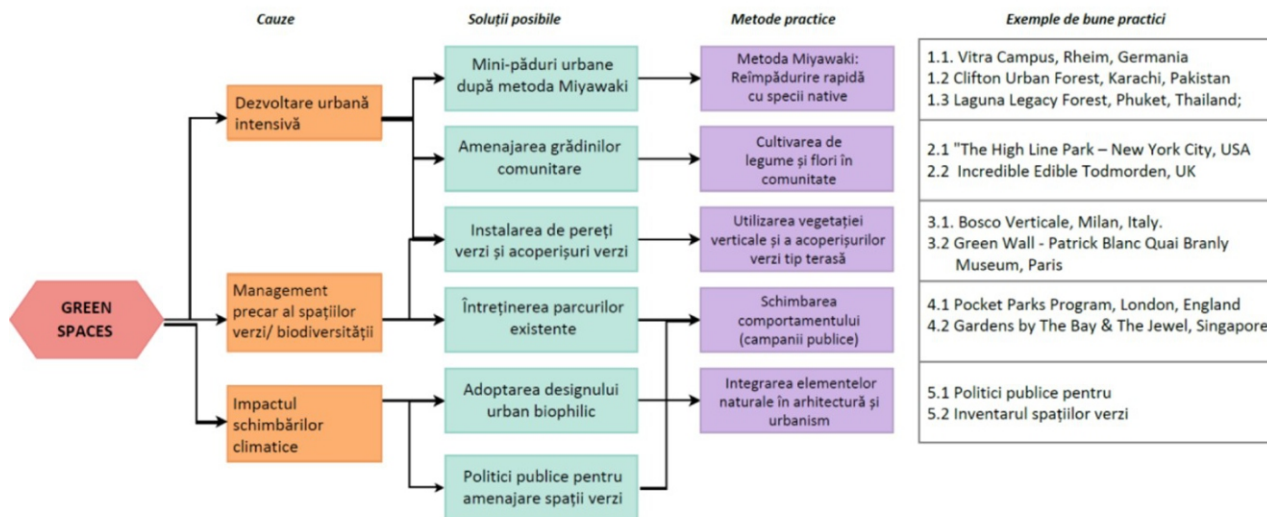 Cauze
Soluții posibile
Metode practice
Exemple de bune practici
GREEN
SPACES
Dezvoltare urbană
intensivă
Management
precar al spațiilor
verzi/ biodiversității
Impactul
schimbărilor
climatice
Mini-păduri urbane
după metoda Miyawaki
Amenajarea grădinilor
comunitare
Instalarea de pereți
verzi și acoperișuri verzi
Întreținerea parcurilor
existente
Adoptarea designului
urban biophilic
Politici publice pentru
amenajare spații verzi
Metoda Miyawaki:
Reîmpădurire rapidă
cu specii native
Cultivarea de
legume și flori în
comunitate
Utilizarea vegetației
verticale și a acoperișurilor
verzi tip terasă
Schimbarea
comportamentului
(campanii publice)
Integrarea elementelor
naturale în arhitectură și
urbanism
1.1. Vitra Campus, Rheim, Germania
1.2 Clifton Urban Forest, Karachi, Pakistan
1.3 Laguna Legacy Forest, Phuket, Thailand;
2.1 "The High Line Park – New York City, USA
2.2 Incredible Edible Todmorden, UK
3.1. Bosco Verticale, Milan, Italy.
3.2 Green Wall - Patrick Blanc Quai Branly
Museum, Paris
4.1 Pocket Parks Program, London, England
4.2 Gardens by The Bay & The Jewel, Singapore
5.1 Politici publice pentru
5.2 Inventarul spațiilor verzi